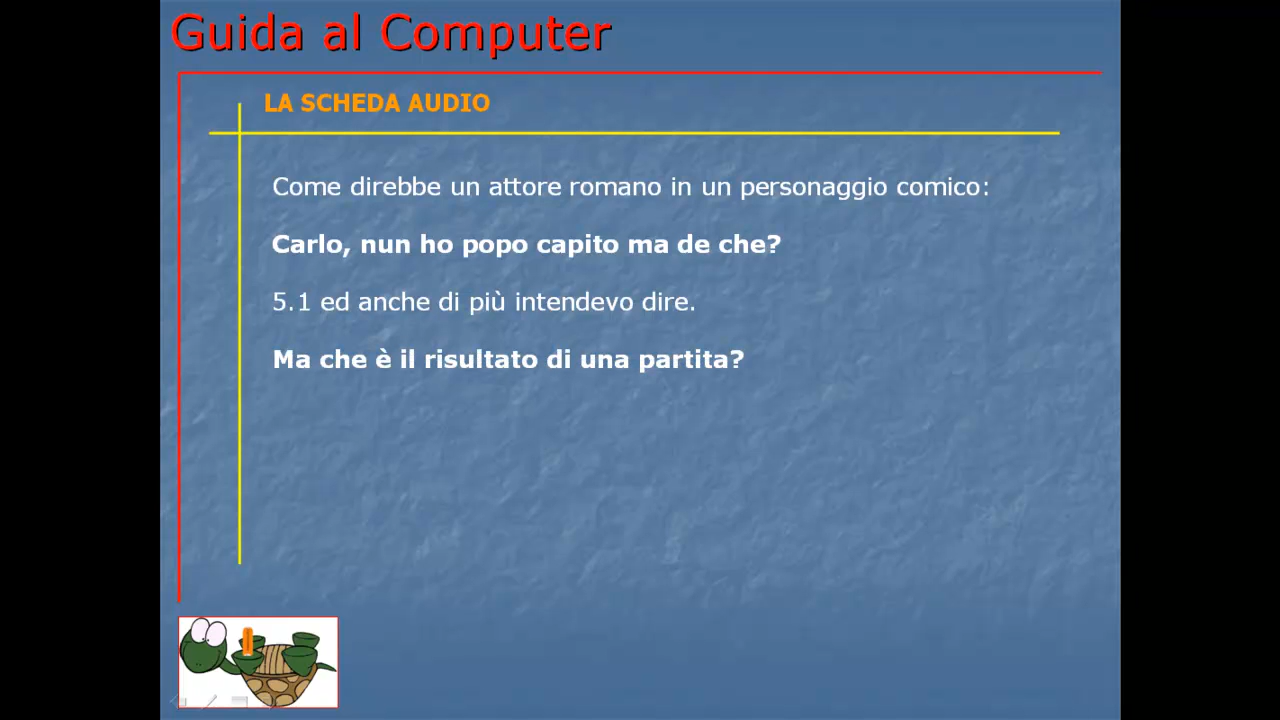 Guida al Computer
LA SCHEDA AUDIO
Come direbbe un attore romano in un personaggio comico:
Carlo, nun ho popo capito ma de che?
5.1 ed anche di più intendevo dire.
Ma che è il risultato di una partita?